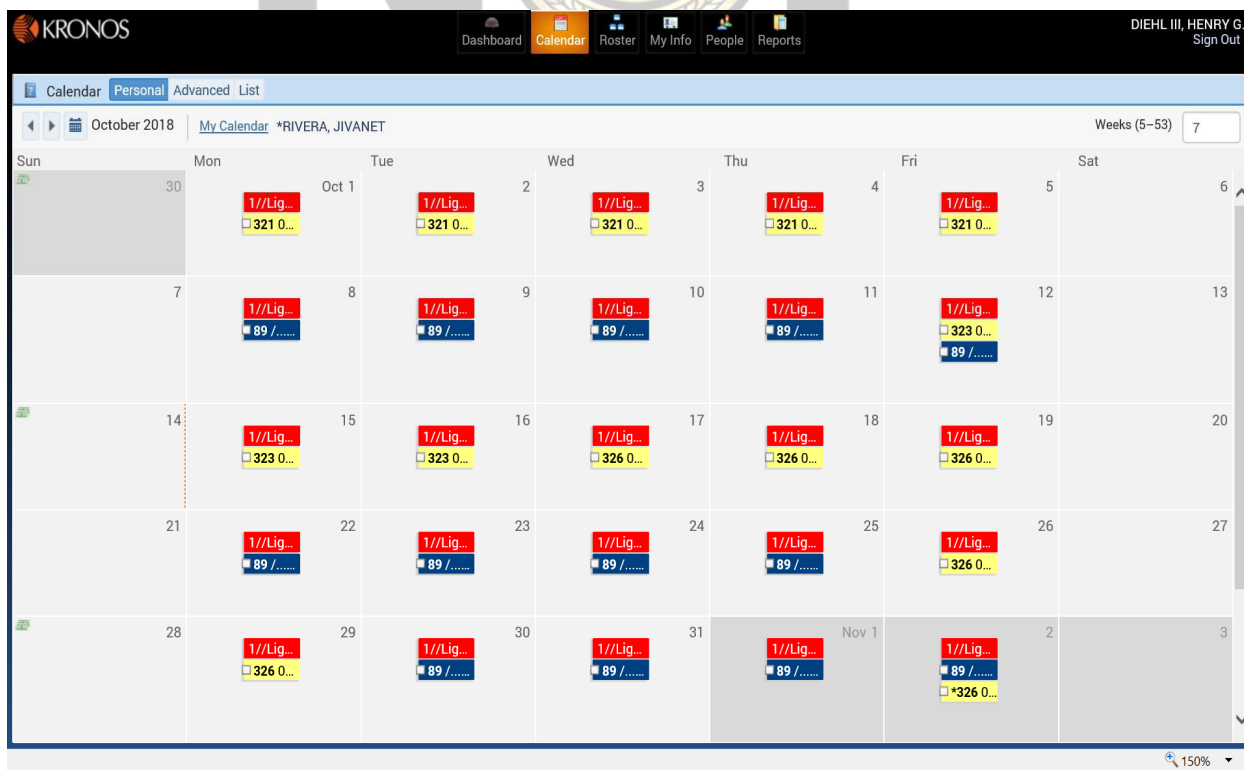 KRONOS
Dashboard Calendar Roster My Info People Reports
DIEHL III, HENRY G.
Sign Out
Calendar Personal Advanced List
October 2018 My Calendar *RIVERA, JIVANET Weeks (5–53) 7
Sun Mon Tue Wed Thu Fri Sat
30 Oct 1 2 3 4 5 6
1//Lig... 1//Lig... 1//Lig... 1//Lig... 1//Lig...
321 0... 321 0... 321 0... 321 0... 321 0...
7 8 9 10 11 12 13
1//Lig... 1//Lig... 1//Lig... 1//Lig... 1//Lig...
89 /...... 89 /...... 89 /...... 89 /...... 323 0...
89 /......
14 15 16 17 18 19 20
1//Lig... 1//Lig... 1//Lig... 1//Lig... 1//Lig...
323 0... 323 0... 326 0... 326 0... 326 0...
21 22 23 24 25 26 27
1//Lig... 1//Lig... 1//Lig... 1//Lig... 1//Lig...
89 /...... 89 /...... 89 /...... 89 /...... 326 0...
28 29 30 31 Nov 1 2 3
1//Lig... 1//Lig... 1//Lig... 1//Lig... 1//Lig...
326 0... 89 /...... 89 /...... 89 /...... 89 /......
*326 0...
150%